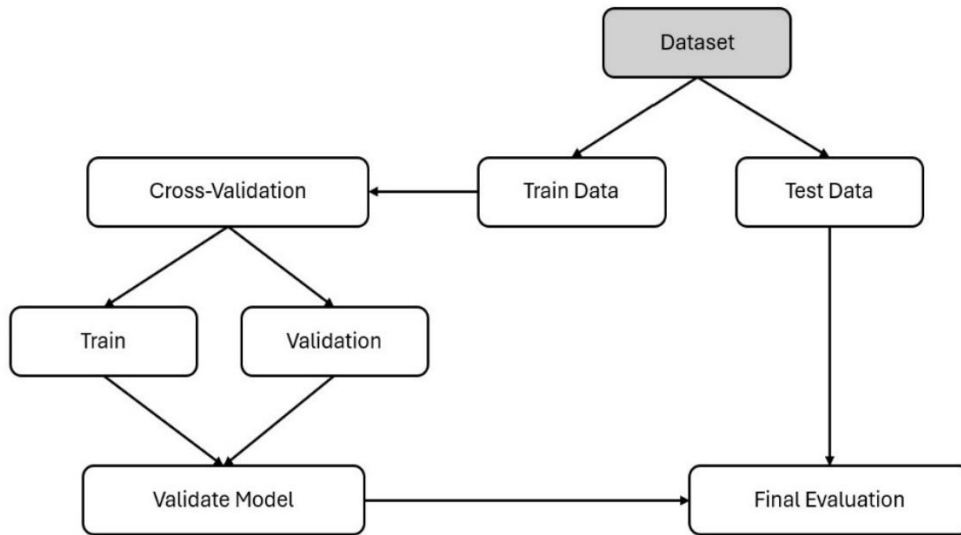 Dataset
Cross-Validation
Train Data
Test Data
Train
Validation
Validate Model
Final Evaluation